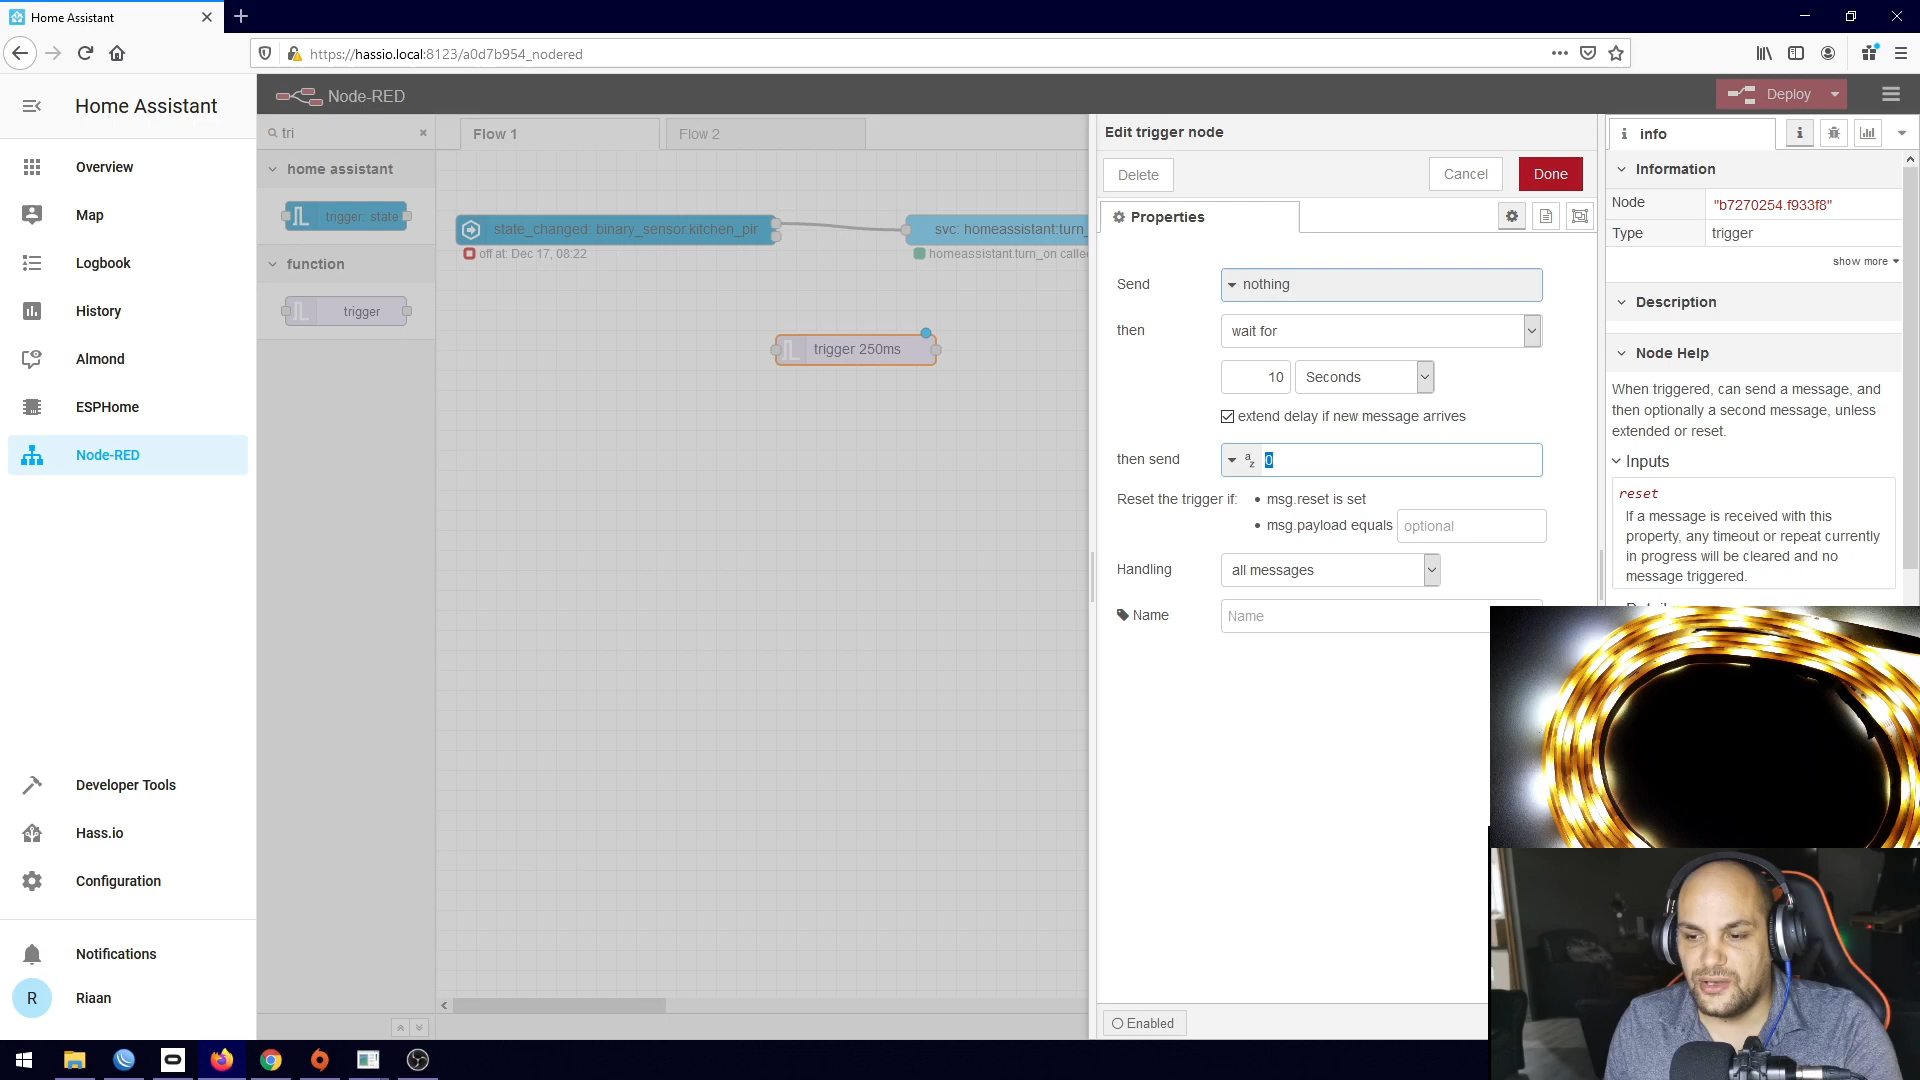 Home Assistant
https://hassio.local:8123/a0d7b954_nodered
Home Assistant
Overview
Map
Logbook
History
Almond
ESPHome
Node-RED
Developer Tools
Hass.io
Configuration
Notifications
R
Riaan
Node-RED
Deploy
tri
home assistant
trigger: state
function
trigger
Flow 1
Flow 2
state_changed: binary_sensor.kitchen_pir
off at: Dec 17, 08:22
svc: homeassistant:turn_
homeassistant.turn_on calle
trigger 250ms
Edit trigger node
Delete
Cancel
Done
Properties
Send
nothing
then
wait for
10
Seconds
extend delay if new message arrives
then send
a
z
0
Reset the trigger if:
• msg.reset is set
• msg.payload equals
optional
Handling
all messages
Name
Name
Enabled
i
info
i
Information
Node
"b7270254.f933f8"
Type
trigger
show more
Description
Node Help
When triggered, can send a message, and
then optionally a second message, unless
extended or reset.
Inputs
reset
If a message is received with this
property, any timeout or repeat currently
in progress will be cleared and no
message triggered.